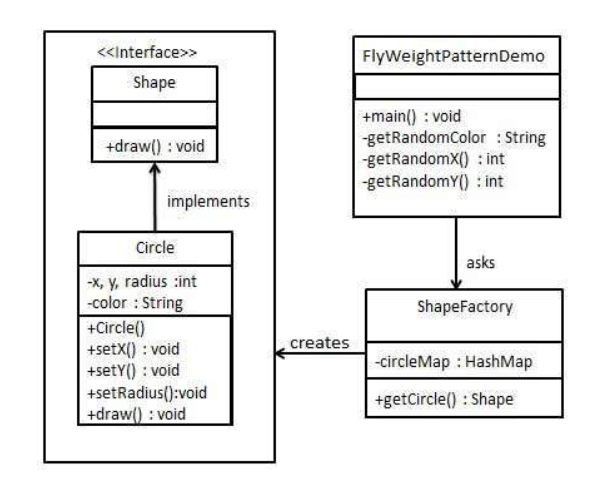 <<Interface>>
Shape
+draw() : void
implements
Circle
-x, y, radius :int
-color : String
+Circle()
+setX() : void
+setY() : void
+setRadius():void
+draw() : void
FlyWeightPatternDemo
+main() : void
-getRandomColor : String
-getRandomX() : int
-getRandomY() : int
asks
ShapeFactory
-circleMap : HashMap
+getCircle() : Shape
creates